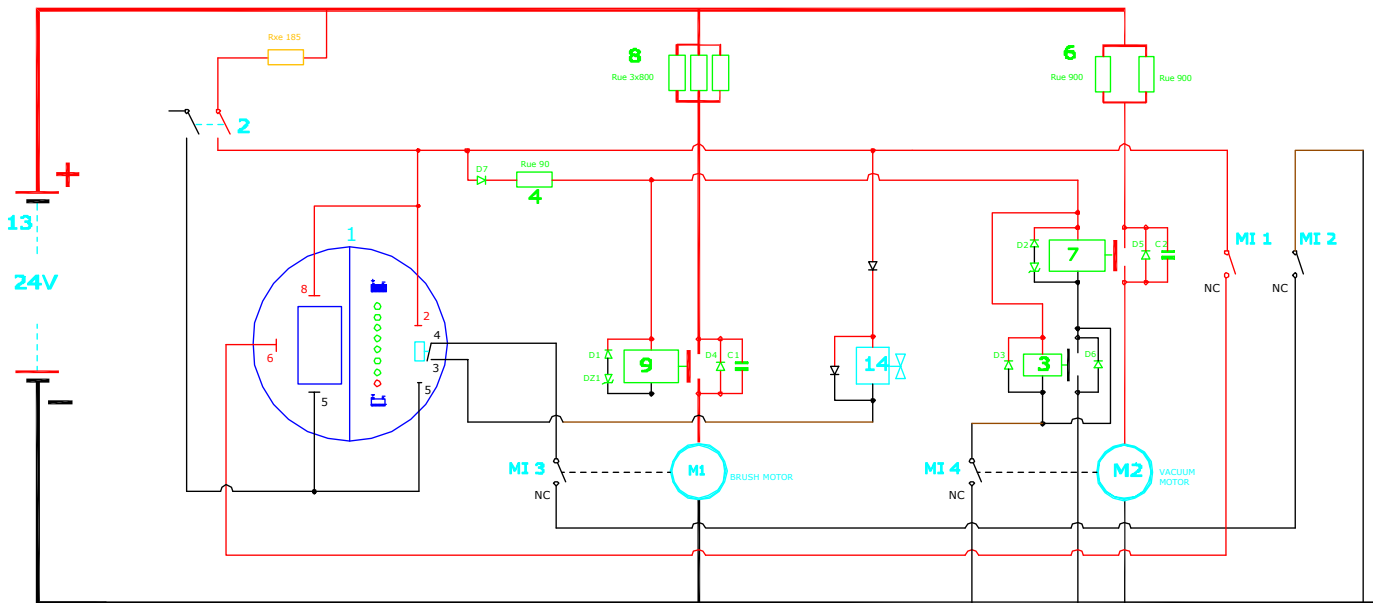 Rxe 185
8
Rue 3x800
6
Rue 900
Rue 900
2
+
13
24V
−
D7
Rue 90
4
1
8
2
6
4
3
5
5
D1
DZ1
9
D4
C1
14
D2
7
D5
C2
D3
3
D6
MI 1
NC
MI 2
NC
MI 3
NC
M1
BRUSH MOTOR
MI 4
NC
M2
VACUUM
MOTOR